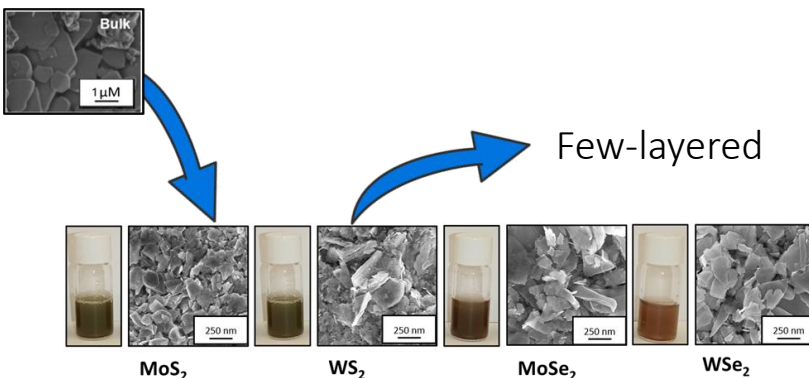 Bulk
1μM
Few-layered
250 nm
250 nm
250 nm
250 nm
MoS₂
WS₂
MoSe₂
WSe₂